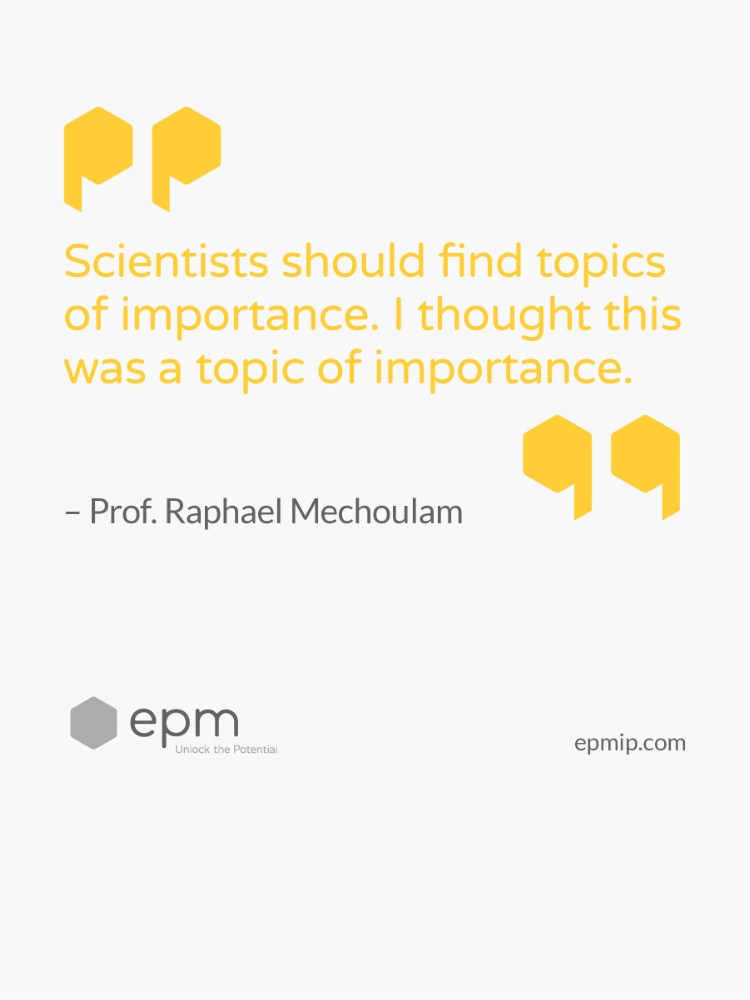 Scientists should find topics
of importance. I thought this
was a topic of importance.
– Prof. Raphael Mechoulam
epm
Unlock the Potential
epmip.com